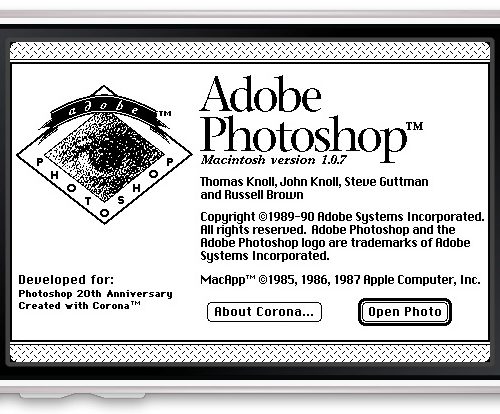 adobe™
PHOTOSHOP
Adobe
Photoshop™
Macintosh version 1.0.7
Thomas Knoll, John Knoll, Steve Guttman
and Russell Brown
Copyright ©1989-90 Adobe Systems Incorporated.
All rights reserved. Adobe Photoshop and the
Adobe Photoshop logo are trademarks of Adobe
Systems Incorporated.
Developed for:
Photoshop 20th Anniversary
Created with Corona™
MacApp™ ©1985, 1986, 1987 Apple Computer, Inc.
About Corona...
Open Photo